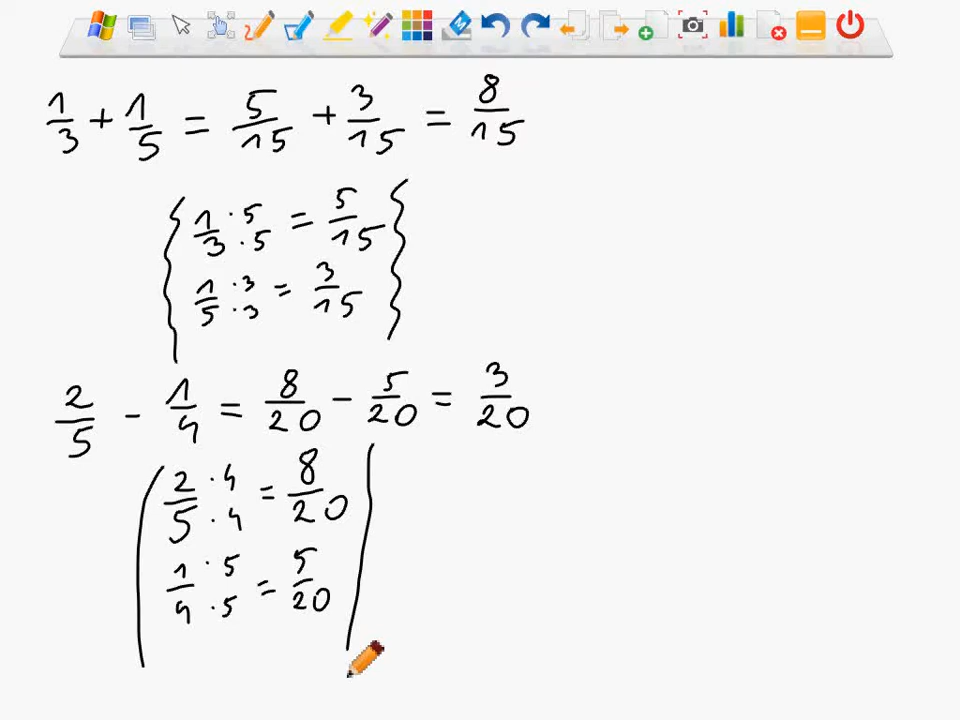 1/3 + 1/5 = 5/15 + 3/15 = 8/15
1/3 · 5/· 5 = 5/15
1/5 · 3/· 3 = 3/15
2/5 - 1/4 = 8/20 - 5/20 = 3/20
2/5 · 4/· 4 = 8/20
1/4 · 5/· 5 = 5/20